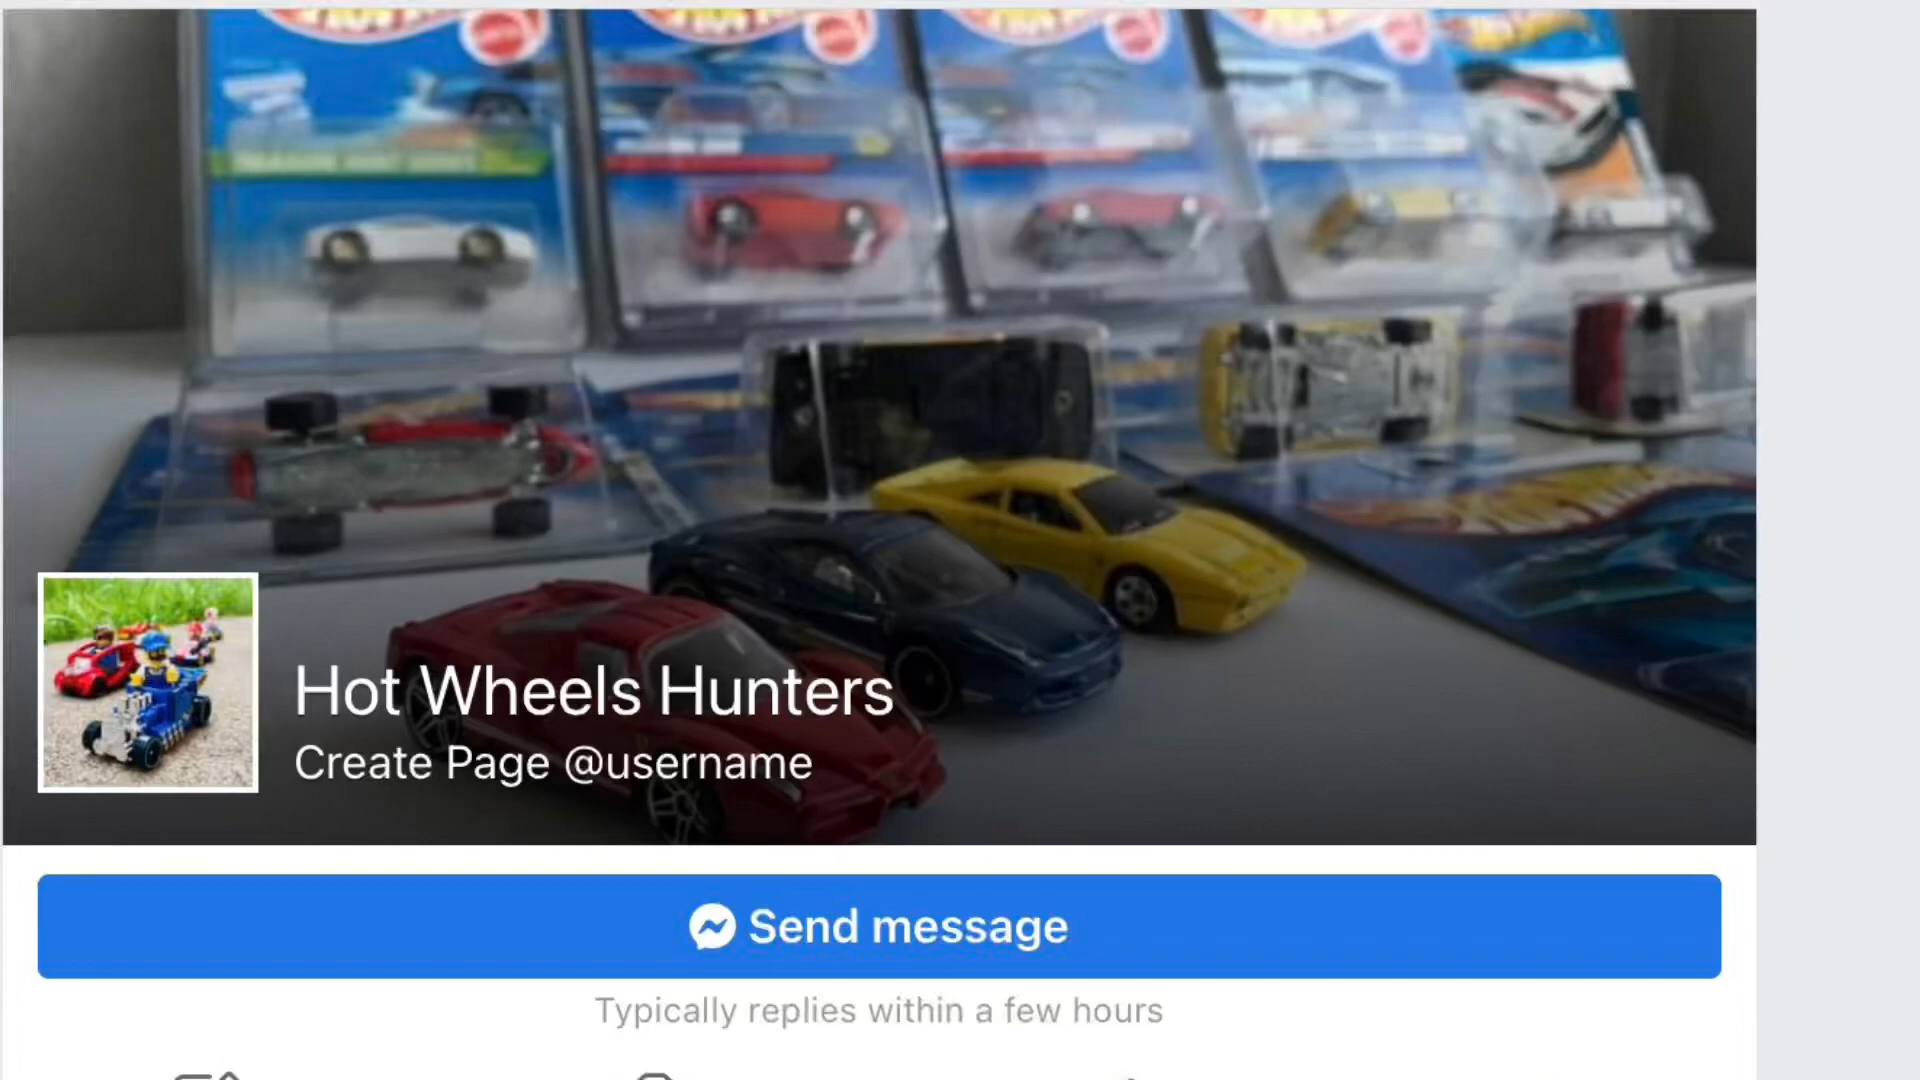 Hot Wheels Hunters
Create Page @username
Send message
Typically replies within a few hours